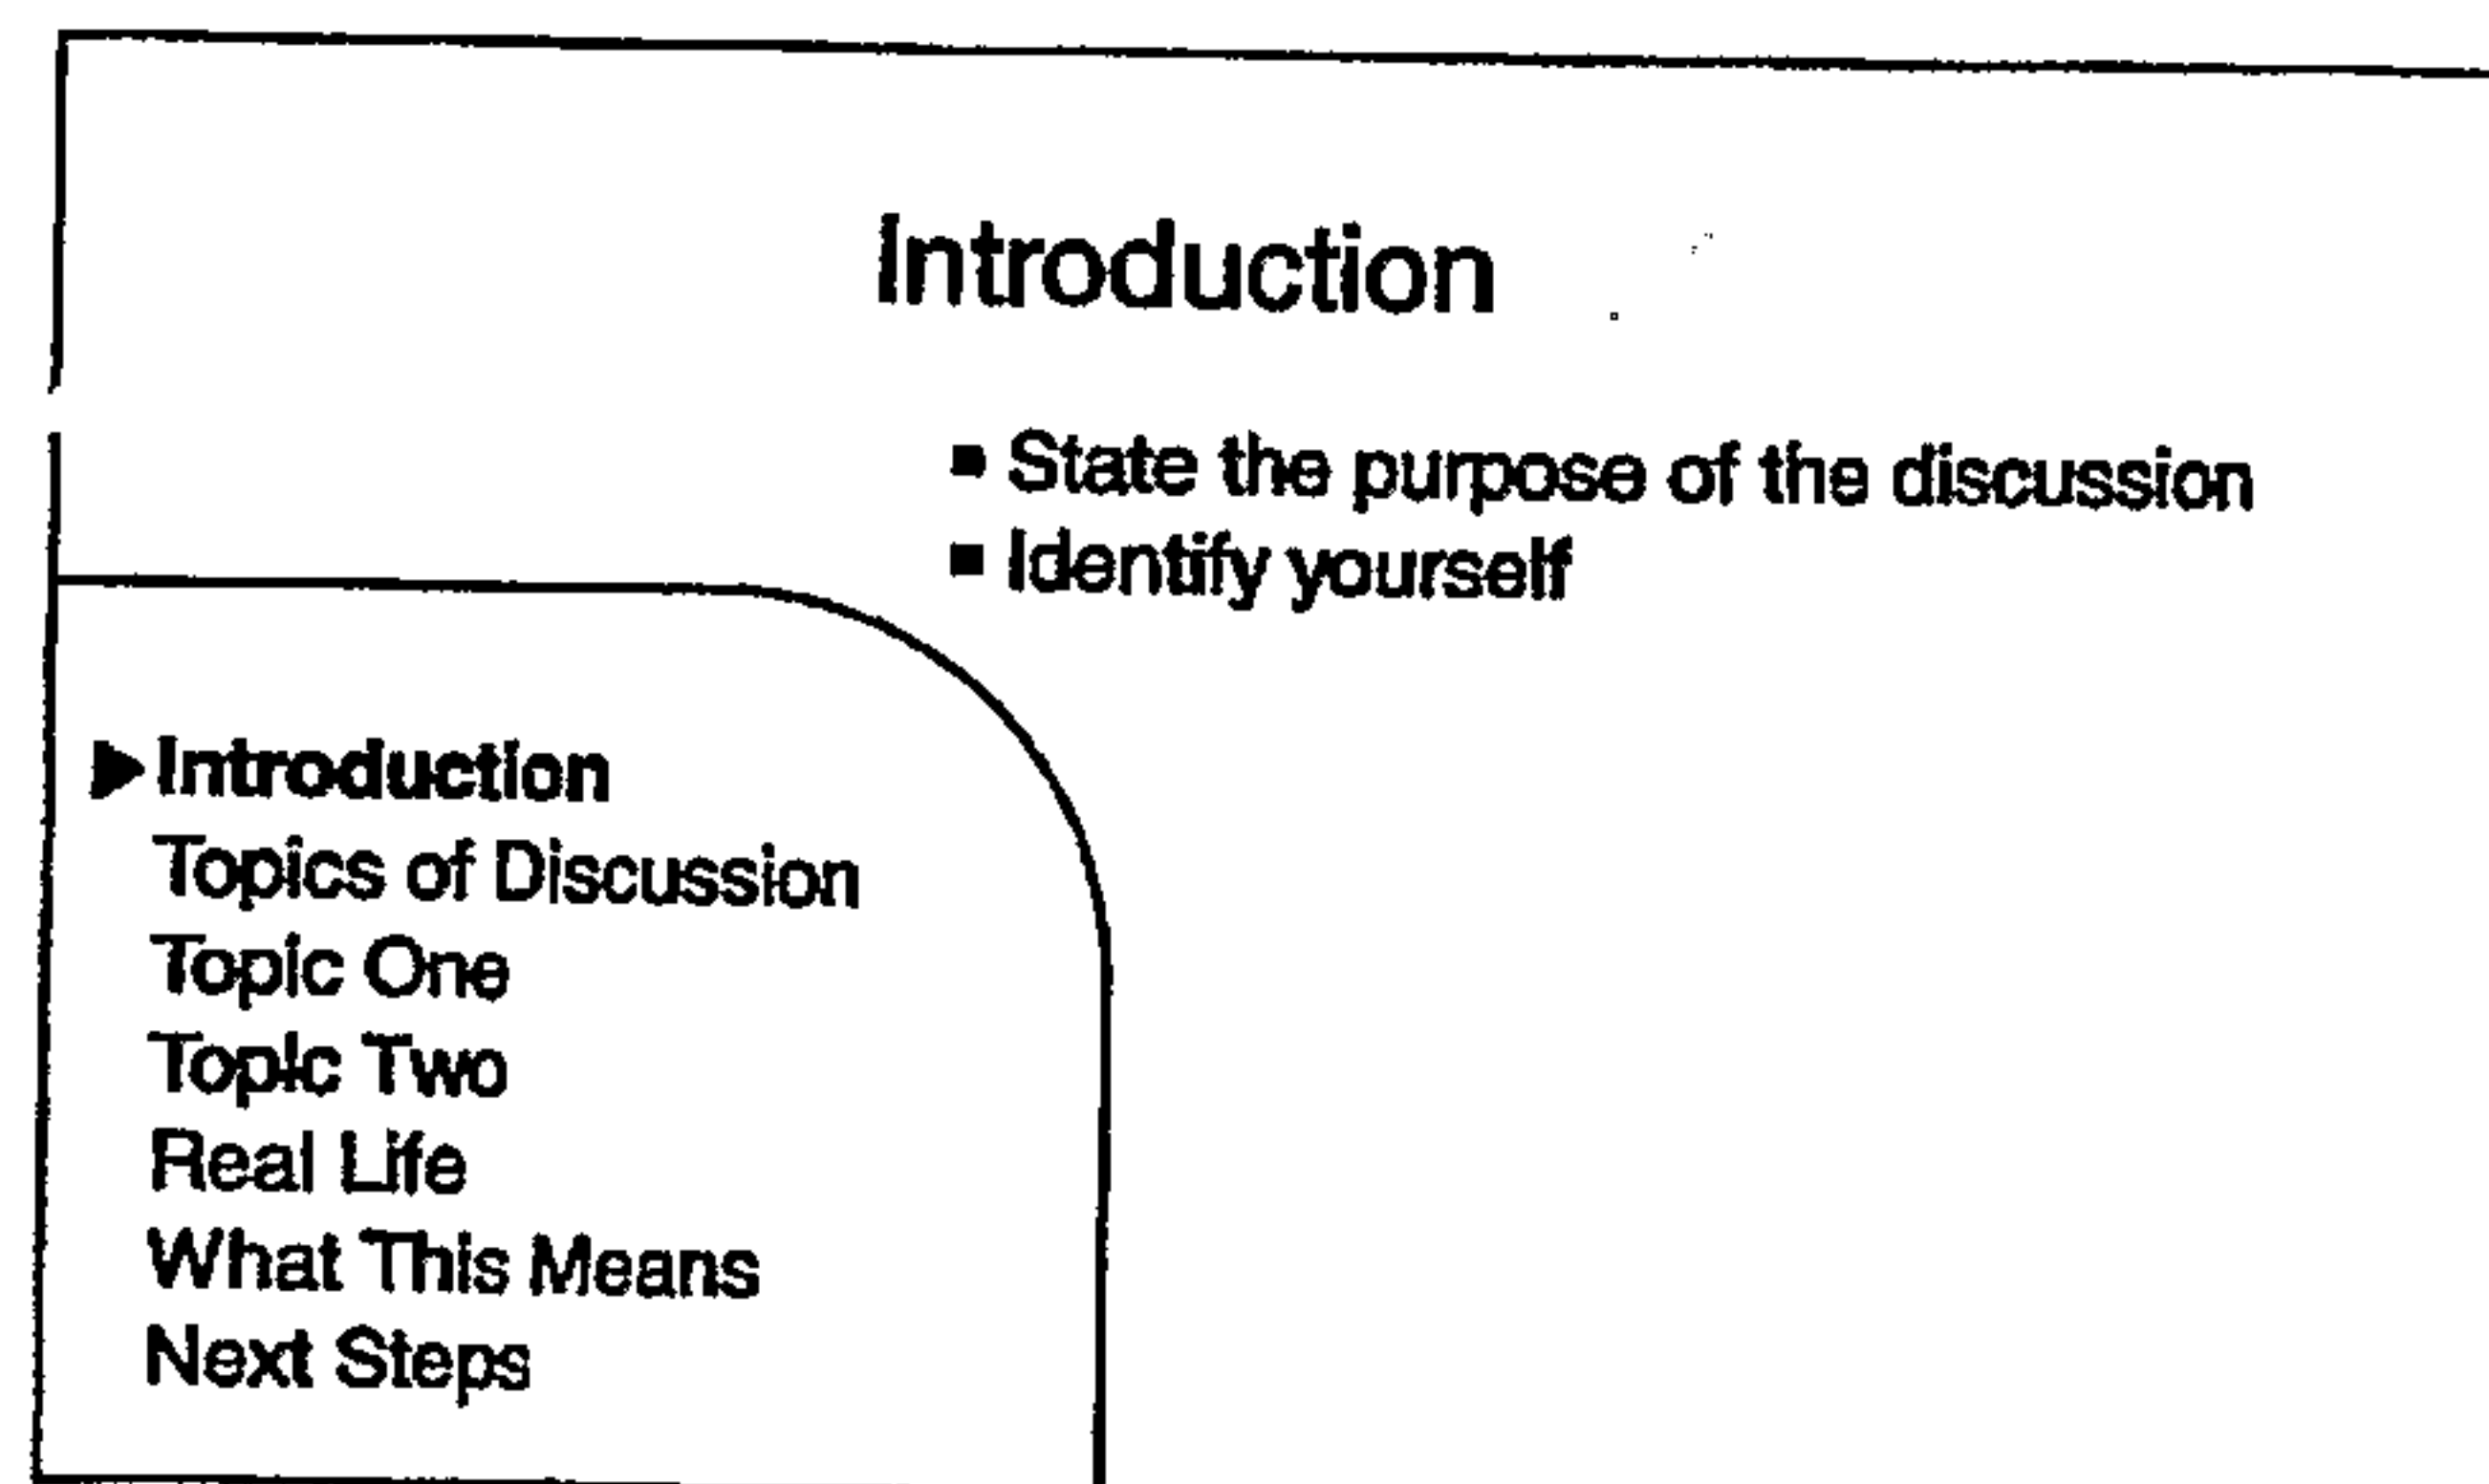 Introduction
■ State the purpose of the discussion
■ Identify yourself
Introduction
Topics of Discussion
Topic One
Topic Two
Real Life
What This Means
Next Steps